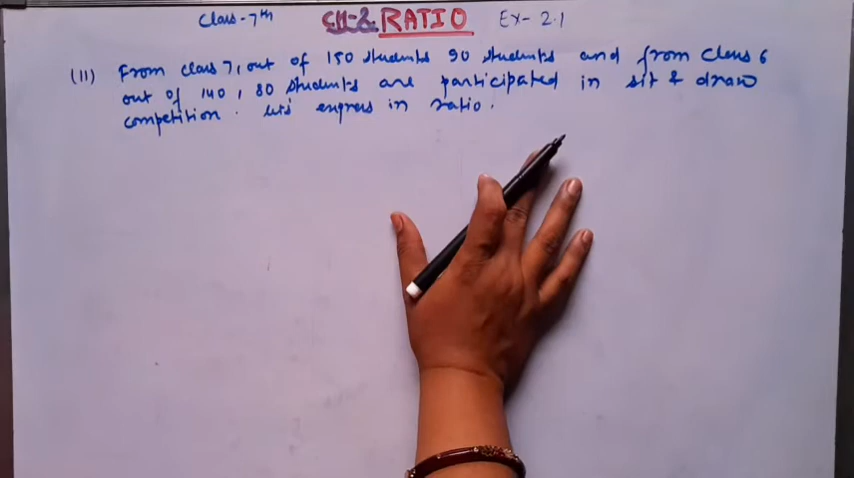 Class-7th CH-2 RATIO Ex- 2.1
(11) From class 7, out of 150 students 90 students and from class 6
out of 140, 80 students are participated in sit & draw
competition. let's express in ratio.